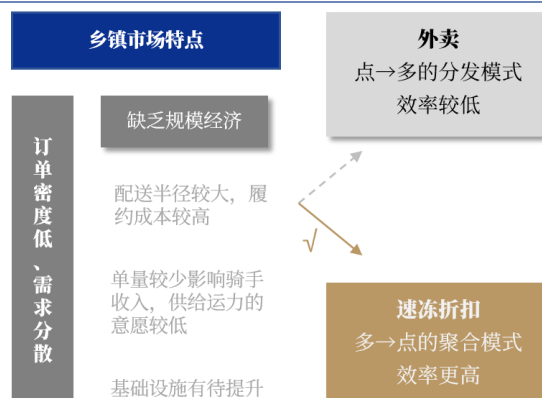 乡镇市场特点
订单密度低、需求分散
缺乏规模经济
配送半径较大，履
约成本较高
单量较少影响骑手
收入，供给运力的
意愿较低
基础设施有待提升
外卖
点→多的分发模式
效率较低
√
速冻折扣
多→点的聚合模式
效率更高